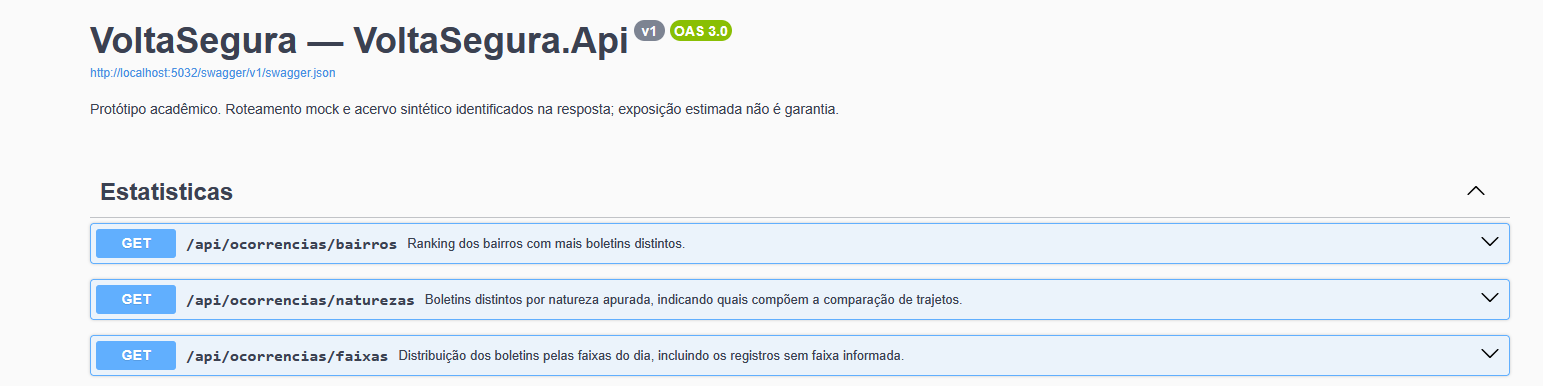 VoltaSegura — VoltaSegura.Api v1 OAS 3.0
http://localhost:5032/swagger/v1/swagger.json
Protótipo acadêmico. Roteamento mock e acervo sintético identificados na resposta; exposição estimada não é garantia.
Estatisticas
GET /api/ocorrencias/bairros Ranking dos bairros com mais boletins distintos.
GET /api/ocorrencias/naturezas Boletins distintos por natureza apurada, indicando quais compõem a comparação de trajetos.
GET /api/ocorrencias/faixas Distribuição dos boletins pelas faixas do dia, incluindo os registros sem faixa informada.